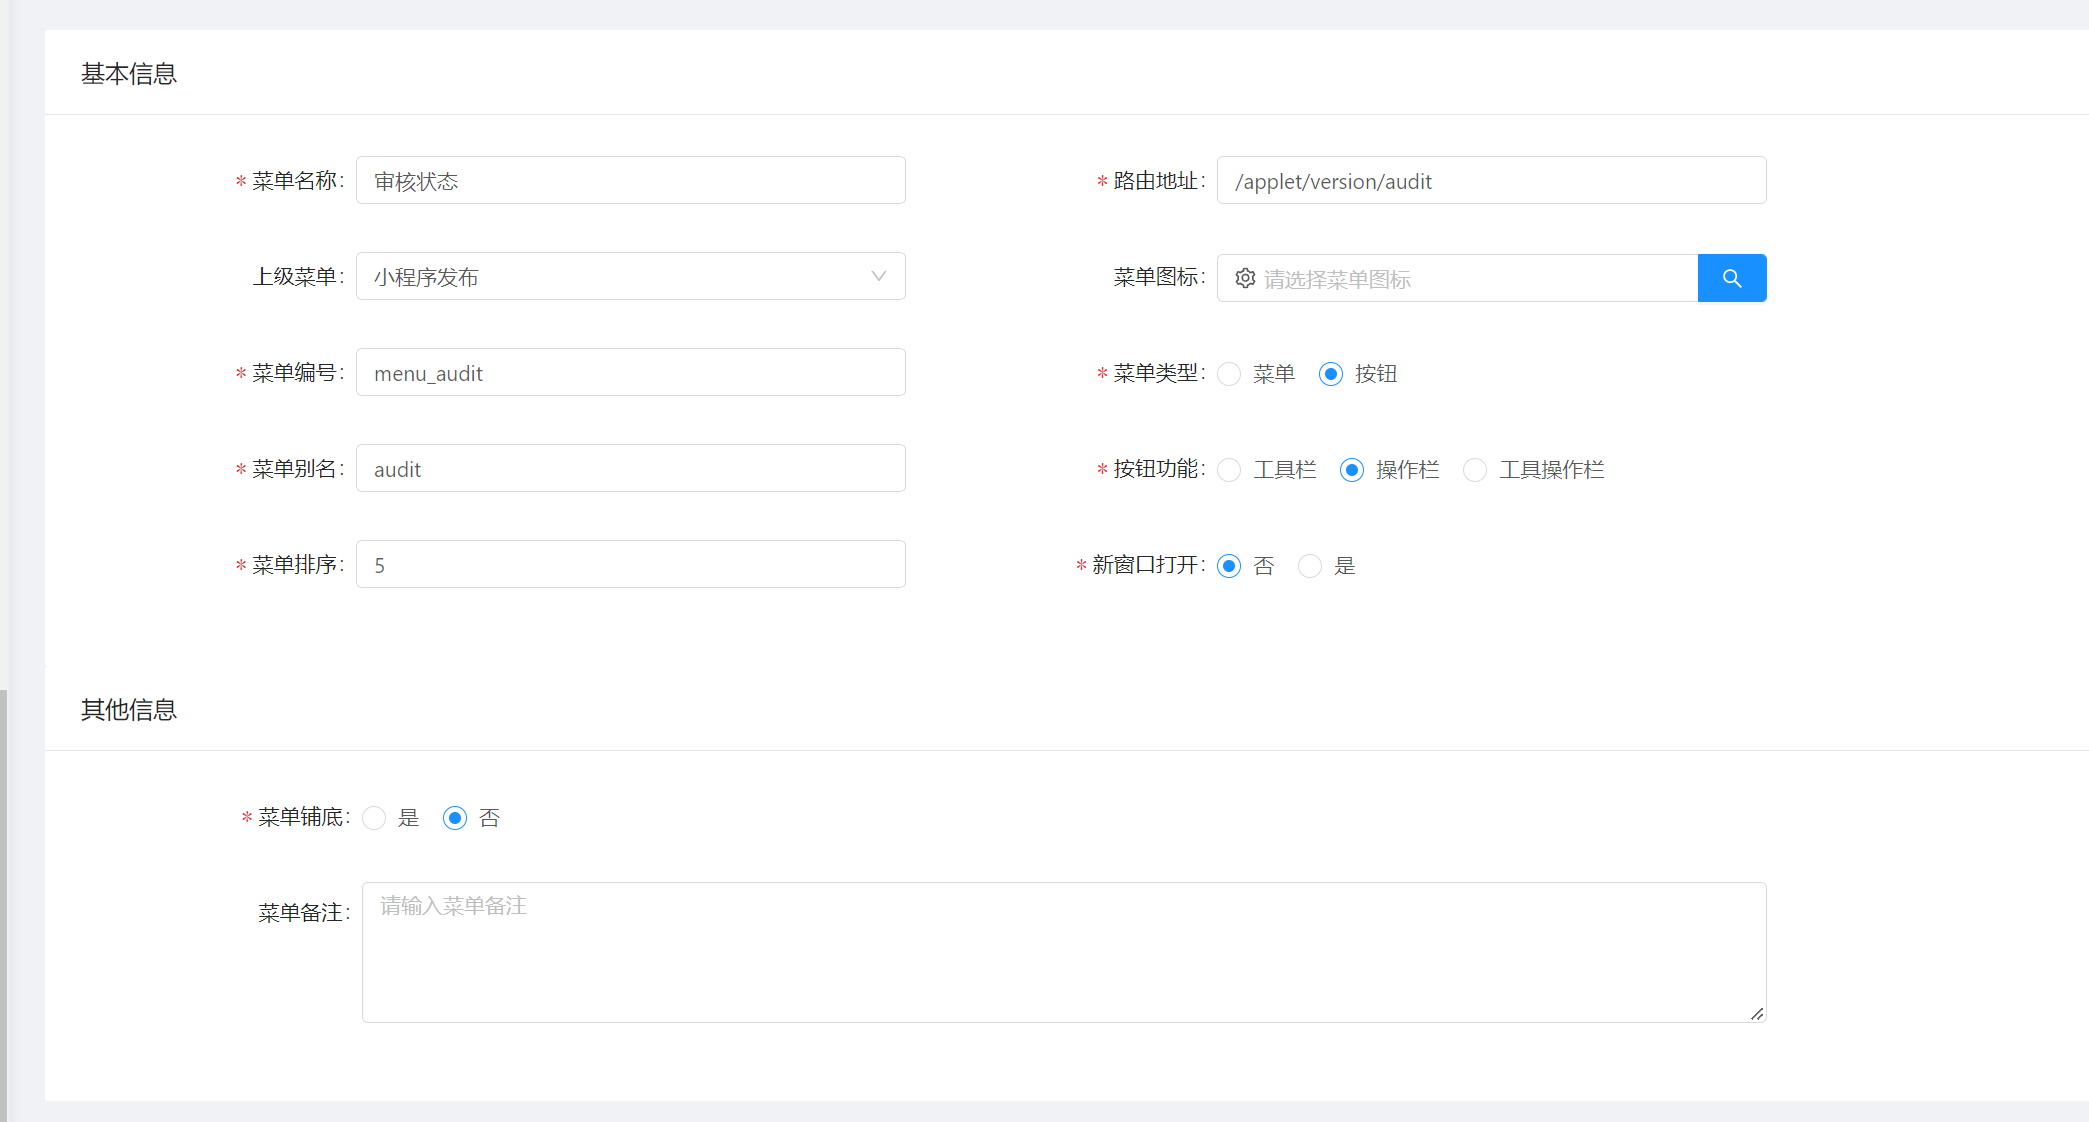 基本信息
* 菜单名称: 审核状态
* 路由地址: /applet/version/audit
上级菜单: 小程序发布
菜单图标: 请选择菜单图标
* 菜单编号: menu_audit
* 菜单类型: 菜单 按钮
* 菜单别名: audit
* 按钮功能: 工具栏 操作栏 工具操作栏
* 菜单排序: 5
* 新窗口打开: 否 是
其他信息
* 菜单铺底: 是 否
菜单备注: 请输入菜单备注